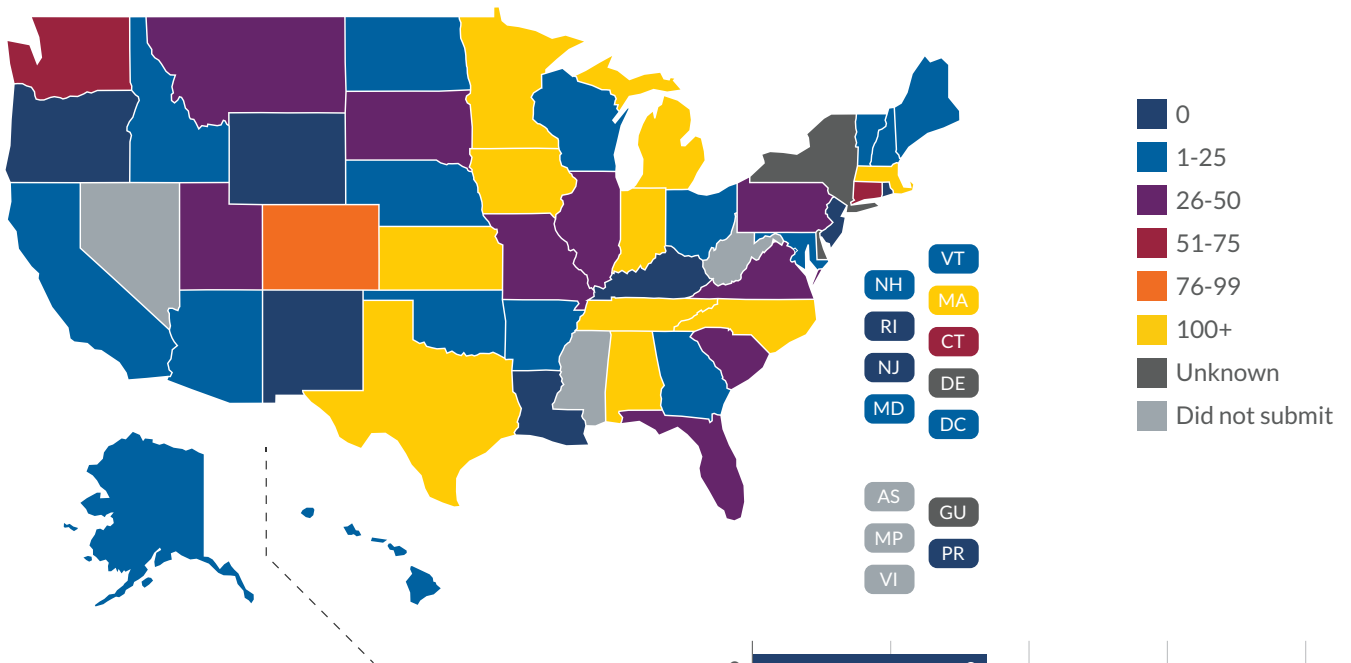 VT
NH
MA
RI
CT
NJ
DE
MD
DC
AS
GU
MP
PR
VI
0
1-25
26-50
51-75
76-99
100+
Unknown
Did not submit